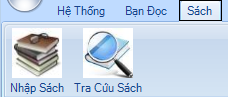 Hệ Thống Bạn Đọc Sách
Nhập Sách Tra Cứu Sách